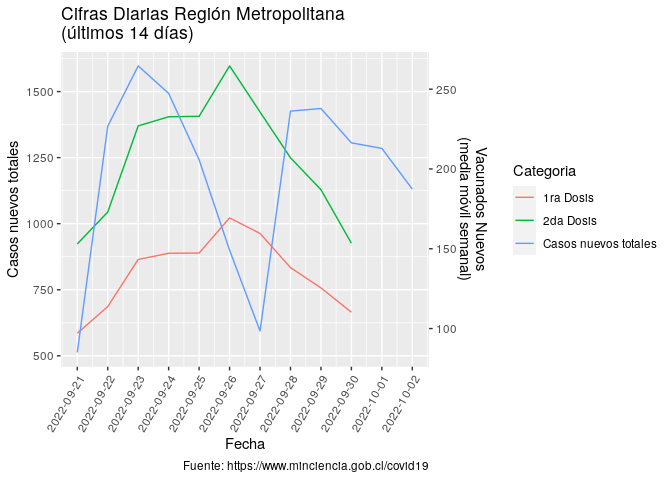 Cifras Diarias Región Metropolitana
(últimos 14 días)
Casos nuevos totales
1500
1250
1000
750
500
250
200
150
100
Vacunados Nuevos
(media móvil semanal)
2022-09-21
2022-09-22
2022-09-23
2022-09-24
2022-09-25
2022-09-26
2022-09-27
2022-09-28
2022-09-29
2022-09-30
2022-10-01
2022-10-02
Fecha
Categoria
1ra Dosis
2da Dosis
Casos nuevos totales
Fuente: https://www.minciencia.gob.cl/covid19